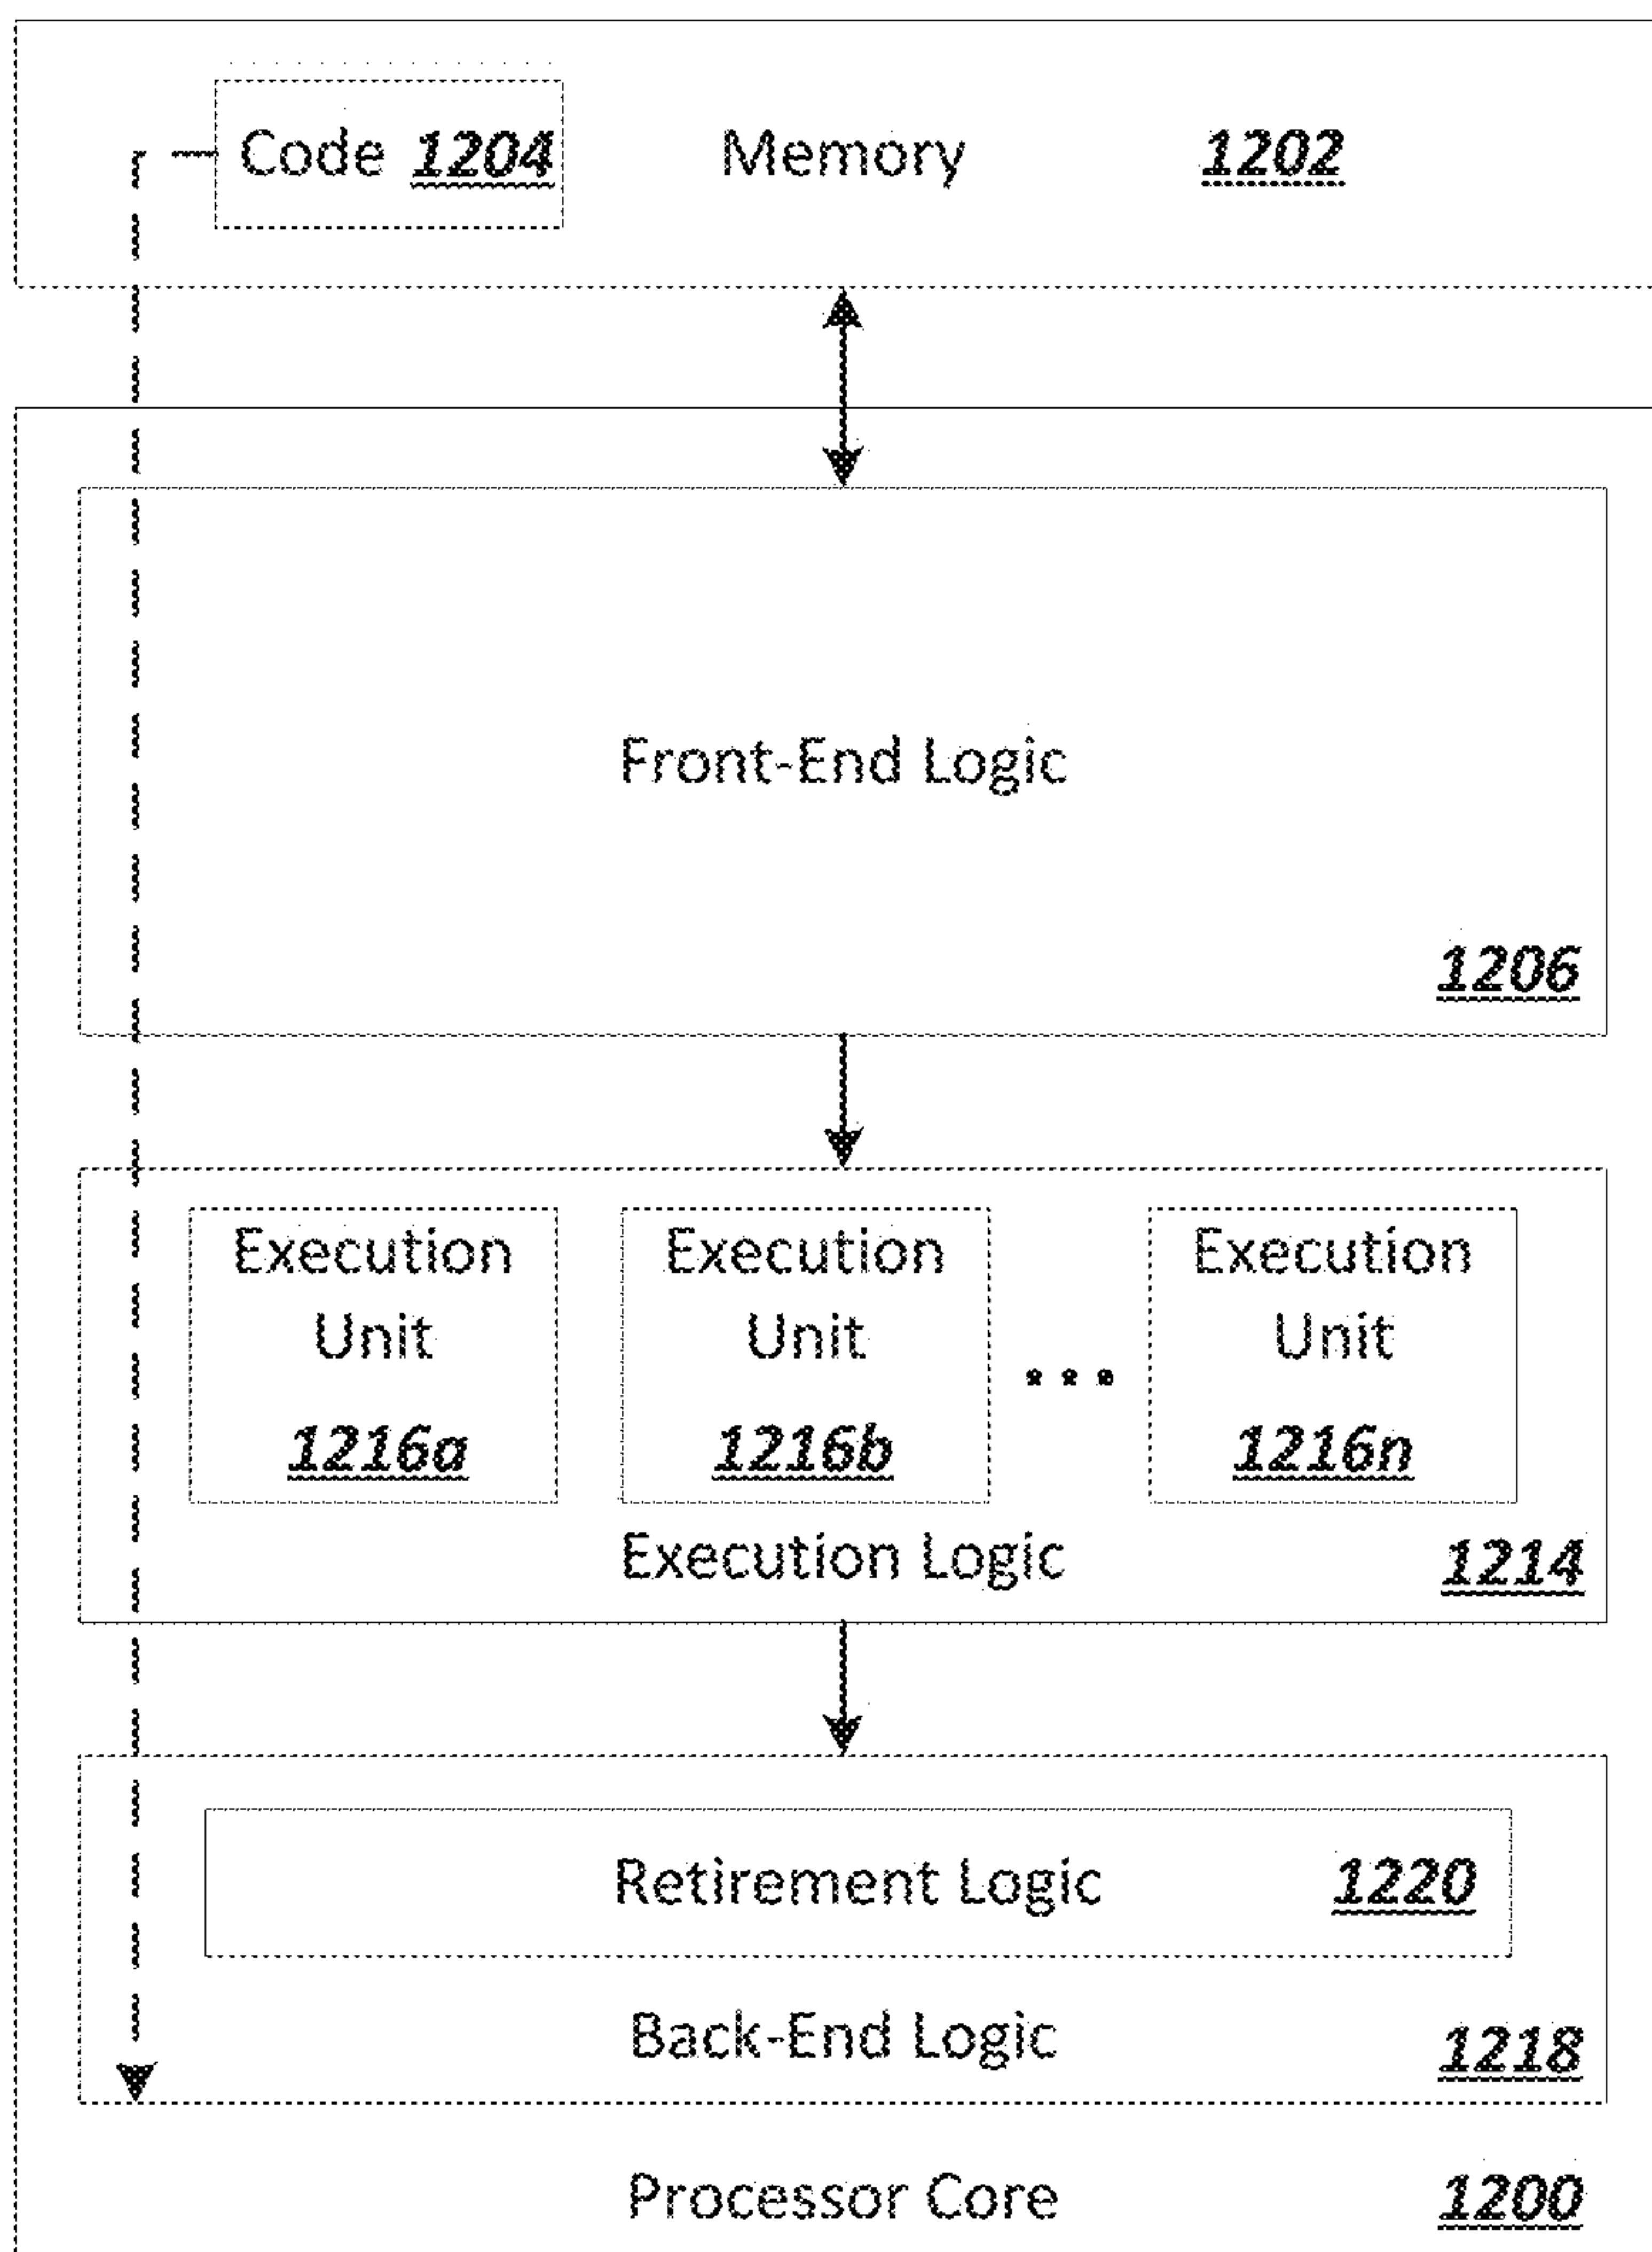 Code 1204 Memory 1202
Front-End Logic
1206
Execution Unit 1216a
Execution Unit 1216b
...
Execution Unit 1216n
Execution Logic 1214
Retirement Logic 1220
Back-End Logic 1218
Processor Core 1200